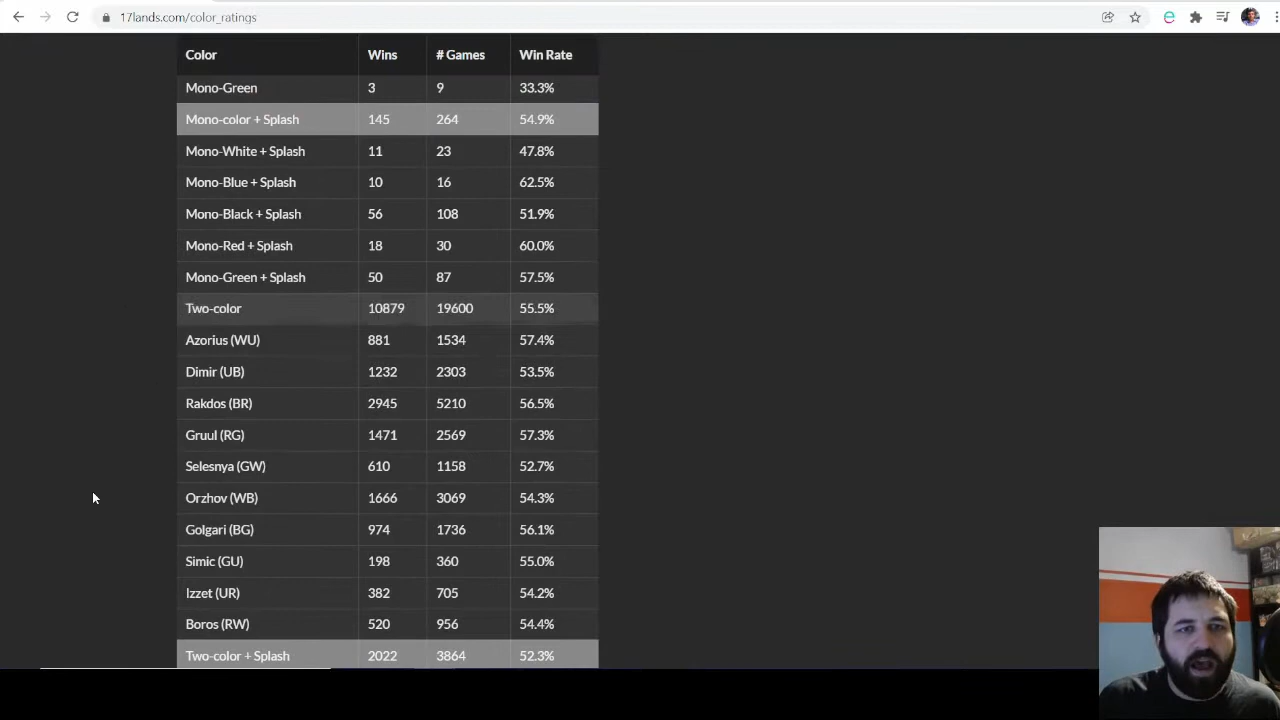 17lands.com/color_ratings
Color Wins # Games Win Rate
Mono-Green 3 9 33.3%
Mono-color + Splash 145 264 54.9%
Mono-White + Splash 11 23 47.8%
Mono-Blue + Splash 10 16 62.5%
Mono-Black + Splash 56 108 51.9%
Mono-Red + Splash 18 30 60.0%
Mono-Green + Splash 50 87 57.5%
Two-color 10879 19600 55.5%
Azorius (WU) 881 1534 57.4%
Dimir (UB) 1232 2303 53.5%
Rakdos (BR) 2945 5210 56.5%
Gruul (RG) 1471 2569 57.3%
Selesnya (GW) 610 1158 52.7%
Orzhov (WB) 1666 3069 54.3%
Golgari (BG) 974 1736 56.1%
Simic (GU) 198 360 55.0%
Izzet (UR) 382 705 54.2%
Boros (RW) 520 956 54.4%
Two-color + Splash 2022 3864 52.3%